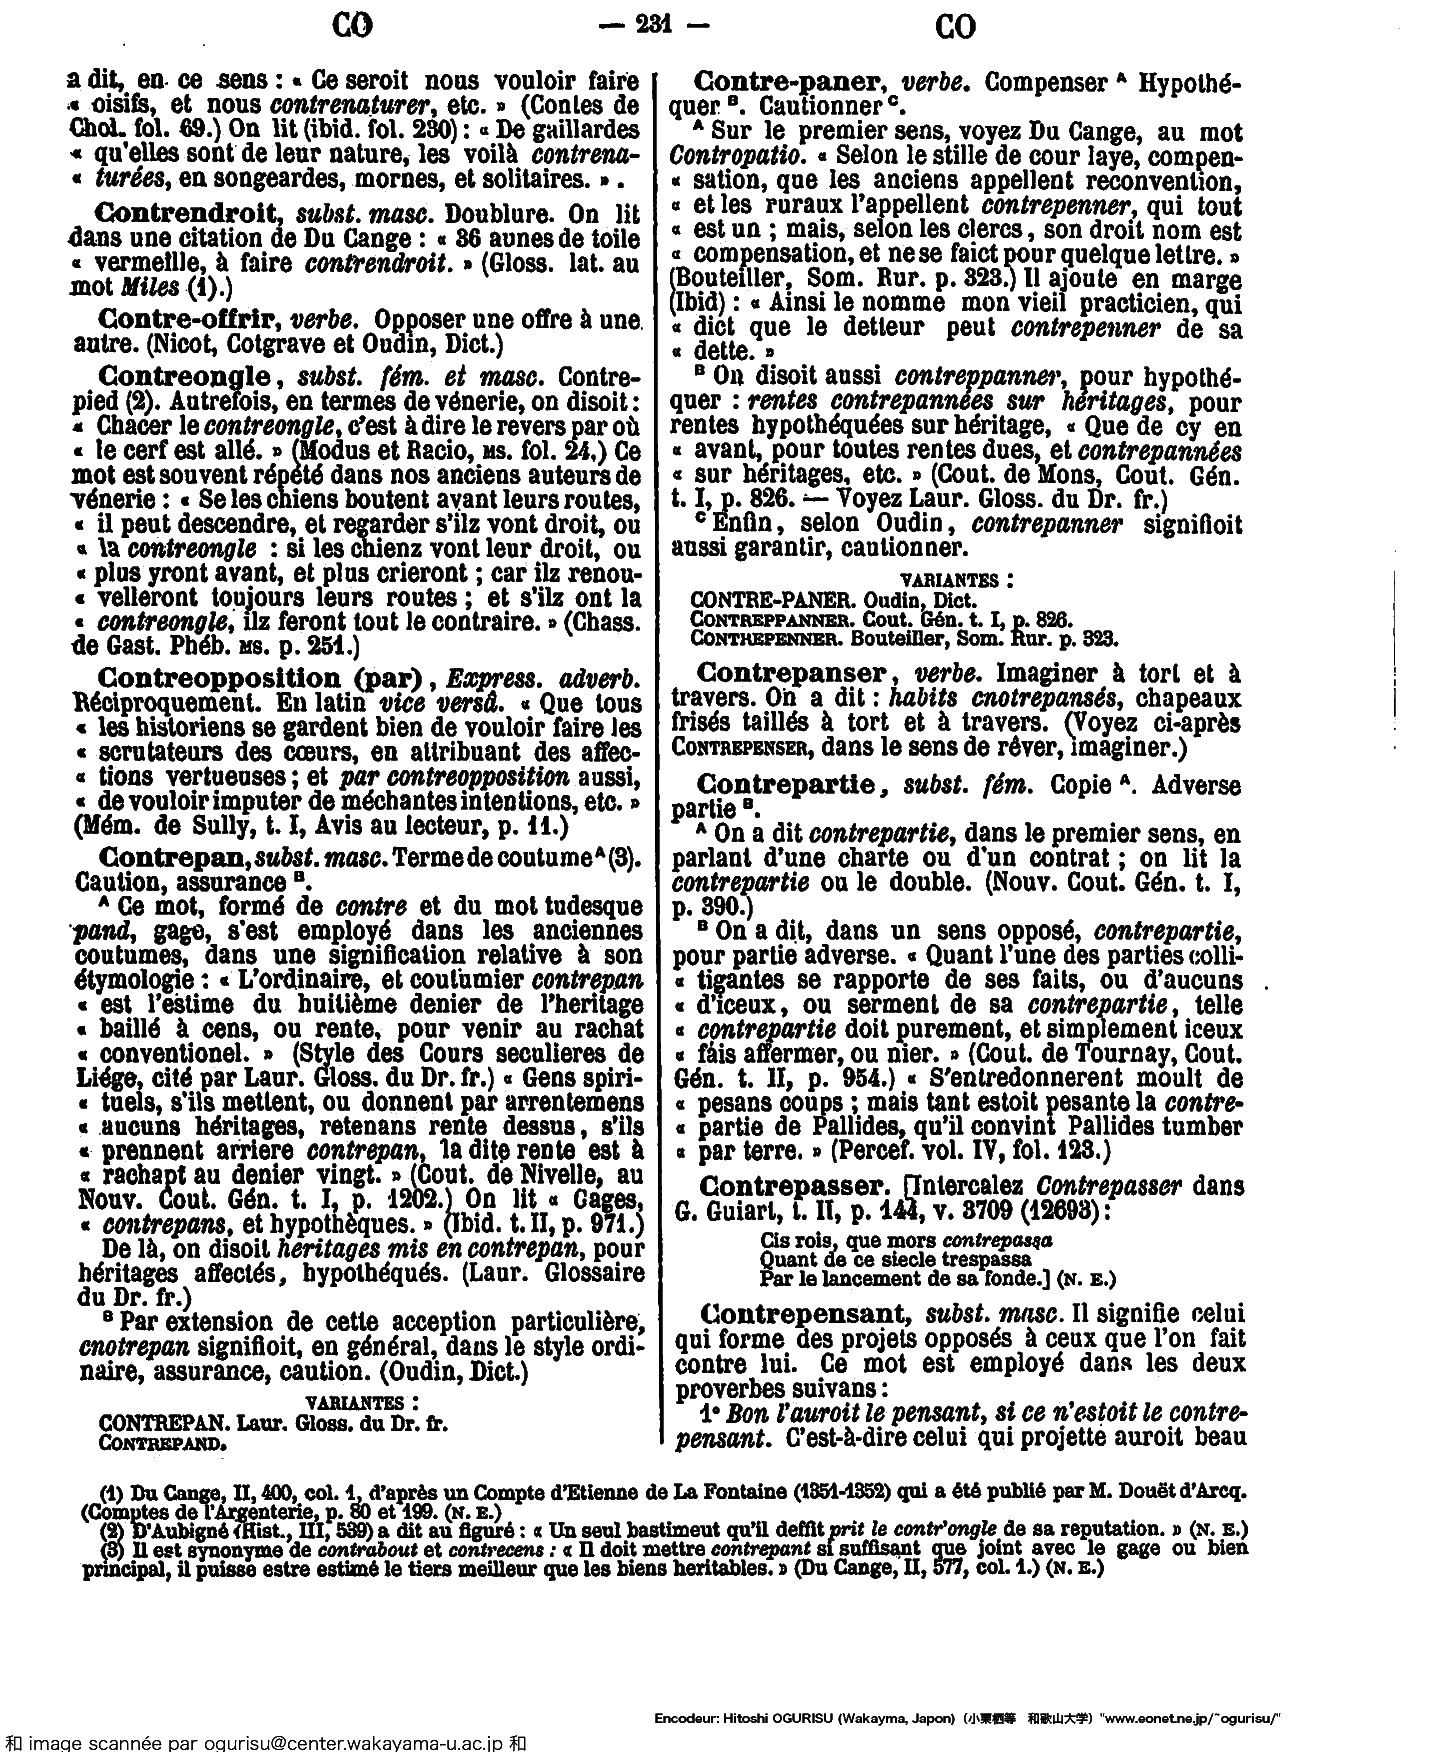 CO — 231 — CO
a dit, en ce sens : « Ce seroit nous vouloir faire
« oisifs, et nous contrenaturer, etc. » (Contes de
Chol. fol. 69.) On lit (ibid. fol. 230) : « De gaillardes
« qu'elles sont de leur nature, les voilà contrena-
« turées, en songeardes, mornes, et solitaires. » .
Contrendroit, subst. masc. Doublure. On lit
dans une citation de Du Cange : « 36 aunes de toile
« vermeille, à faire contrendroit. » (Gloss. lat. au
mot Miles (1).)
Contre-offrir, verbe. Opposer une offre à une
autre. (Nicot, Cotgrave et Oudin, Dict.)
Contreongle, subst. fém. et masc. Contre-
pied (2). Autrefois, en termes de vénerie, on disoit :
« Chacer le contreongle, c'est à dire le revers par où
« le cerf est allé. » (Modus et Racio, MS. fol. 24.) Ce
mot est souvent répété dans nos anciens auteurs de
vénerie : « Se les chiens boutent avant leurs routes,
« il peut descendre, et regarder s'ilz vont droit, ou
« la contreongle : si les chienz vont leur droit, ou
« plus yront avant, et plus crieront ; car ilz renou-
« velleront toujours leurs routes ; et s'ilz ont la
« contreongle, ilz feront tout le contraire. » (Chass.
de Gast. Phéb. MS. p. 251.)
Contreopposition (par), Express. adverb.
Réciproquement. En latin vice versâ. « Que tous
« les historiens se gardent bien de vouloir faire les
« scrutateurs des cœurs, en attribuant des affec-
« tions vertueuses ; et par contreopposition aussi,
« de vouloir imputer de méchantes intentions, etc. »
(Mém. de Sully, t. I, Avis au lecteur, p. 11.)
Contrepan, subst. masc. Terme de coutume A (3).
Caution, assurance B.
A Ce mot, formé de contre et du mot tudesque
pand, gage, s'est employé dans les anciennes
coutumes, dans une signification relative à son
étymologie : « L'ordinaire, et coutumier contrepan
« est l'estime du huitième denier de l'heritage
« baillé à cens, ou rente, pour venir au rachat
« conventionel. » (Style des Cours seculieres de
Liége, cité par Laur. Gloss. du Dr. fr.) « Gens spiri-
« tuels, s'ils mettent, ou donnent par arrentemens
« aucuns héritages, retenans rente dessus, s'ils
« prennent arriere contrepan, la dite rente est à
« rachapt au denier vingt. » (Cout. de Nivelle, au
Nouv. Cout. Gén. t. I, p. 1202.) On lit « Gages,
« contrepans, et hypothèques. » (Ibid. t. II, p. 971.)
De là, on disoit heritages mis en contrepan, pour
héritages affectés, hypothéqués. (Laur. Glossaire
du Dr. fr.)
B Par extension de cette acception particulière,
cnotrepan signifioit, en général, dans le style ordi-
naire, assurance, caution. (Oudin, Dict.)
VARIANTES :
CONTREPAN. Laur. Gloss. du Dr. fr.
CONTREPAND.
Contre-paner, verbe. Compenser A Hypothé-
quer B. Cautionner C.
A Sur le premier sens, voyez Du Cange, au mot
Contropatio. « Selon le stille de cour laye, compen-
« sation, que les anciens appellent reconvention,
« et les ruraux l'appellent contrepenner, qui tout
« est un ; mais, selon les clercs, son droit nom est
« compensation, et ne se faict pour quelque lettre. »
(Bouteiller, Som. Rur. p. 323.) Il ajoute en marge
(Ibid) : « Ainsi le nomme mon vieil practicien, qui
« dict que le detteur peut contrepenner de sa
« dette. »
B On disoit aussi contreppanner, pour hypothé-
quer : rentes contrepannées sur héritages, pour
rentes hypothéquées sur héritage, « Que de cy en
« avant, pour toutes rentes dues, et contrepannées
« sur héritages, etc. » (Cout. de Mons, Cout. Gén.
t. I, p. 826. — Voyez Laur. Gloss. du Dr. fr.)
C Enfin, selon Oudin, contrepanner signifioit
aussi garantir, cautionner.
VARIANTES :
CONTRE-PANER. Oudin, Dict.
CONTREPPANNER. Cout. Gén. t. I, p. 826.
CONTREPENNER. Bouteiller, Som. Rur. p. 323.
Contrepanser, verbe. Imaginer à tort et à
travers. On a dit : habits cnotrepansés, chapeaux
frisés taillés à tort et à travers. (Voyez ci-après
CONTREPENSER, dans le sens de rêver, imaginer.)
Contrepartie, subst. fém. Copie A. Adverse
partie B.
A On a dit contrepartie, dans le premier sens, en
parlant d'une charte ou d'un contrat ; on lit la
contrepartie ou le double. (Nouv. Cout. Gén. t. I,
p. 390.)
B On a dit, dans un sens opposé, contrepartie,
pour partie adverse. « Quant l'une des parties colli-
« tigantes se rapporte de ses faits, ou d'aucuns
« d'iceux, ou serment de sa contrepartie, telle
« contrepartie doit purement, et simplement iceux
« fais affermer, ou nier. » (Cout. de Tournay, Cout.
Gén. t. II, p. 954.) « S'entredonnerent moult de
« pesans coups ; mais tant estoit pesante la contre-
« partie de Pallides, qu'il convint Pallides tumber
« par terre. » (Percef. vol. IV, fol. 123.)
Contrepasser. [Intercalez Contrepasser dans
G. Guiart, t. II, p. 144, v. 3709 (12693) :
Cis rois, que mors contrepassa
Quant de ce siecle trespassa
Par le lancement de sa fonde.] (N. E.)
Contrepensant, subst. masc. Il signifie celui
qui forme des projets opposés à ceux que l'on fait
contre lui. Ce mot est employé dans les deux
proverbes suivans :
1° Bon l'auroit le pensant, si ce n'estoit le contre-
pensant. C'est-à-dire celui qui projette auroit beau
(1) Du Cange, II, 400, col. 1, d'après un Compte d'Etienne de La Fontaine (1351-1352) qui a été publié par M. Douët d'Arcq.
(Comptes de l'Argenterie, p. 80 et 199. (N. E.)
(2) D'Aubigné (Hist., III, 539) a dit au figuré : « Un seul bastimeut qu'il deffit prit le contr'ongle de sa reputation. » (N. E.)
(3) Il est synonyme de contrabout et contrecens : « Il doit mettre contrepant si suffisant que joint avec le gage ou bien
principal, il puisse estre estimé le tiers meilleur que les biens heritables. » (Du Cange, II, 577, col. 1.) (N. E.)
Encodeur: Hitoshi OGURISU (Wakayma, Japon) (小栗栖等 和歌山大学) "www.eonet.ne.jp/~ogurisu/"
和 image scannée par ogurisu@center.wakayama-u.ac.jp 和